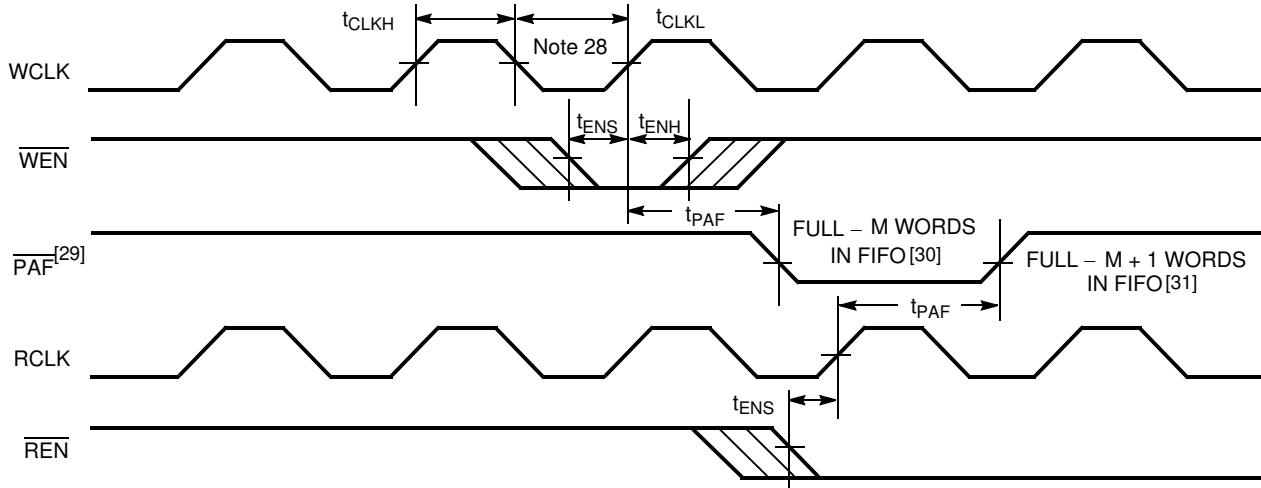 tCLKH
tCLKL
Note 28
WCLK
tENS
tENH
WEN
tPAF
FULL – M WORDS
IN FIFO[30]
PAF[29]
FULL – M + 1 WORDS
IN FIFO[31]
tPAF
RCLK
tENS
REN